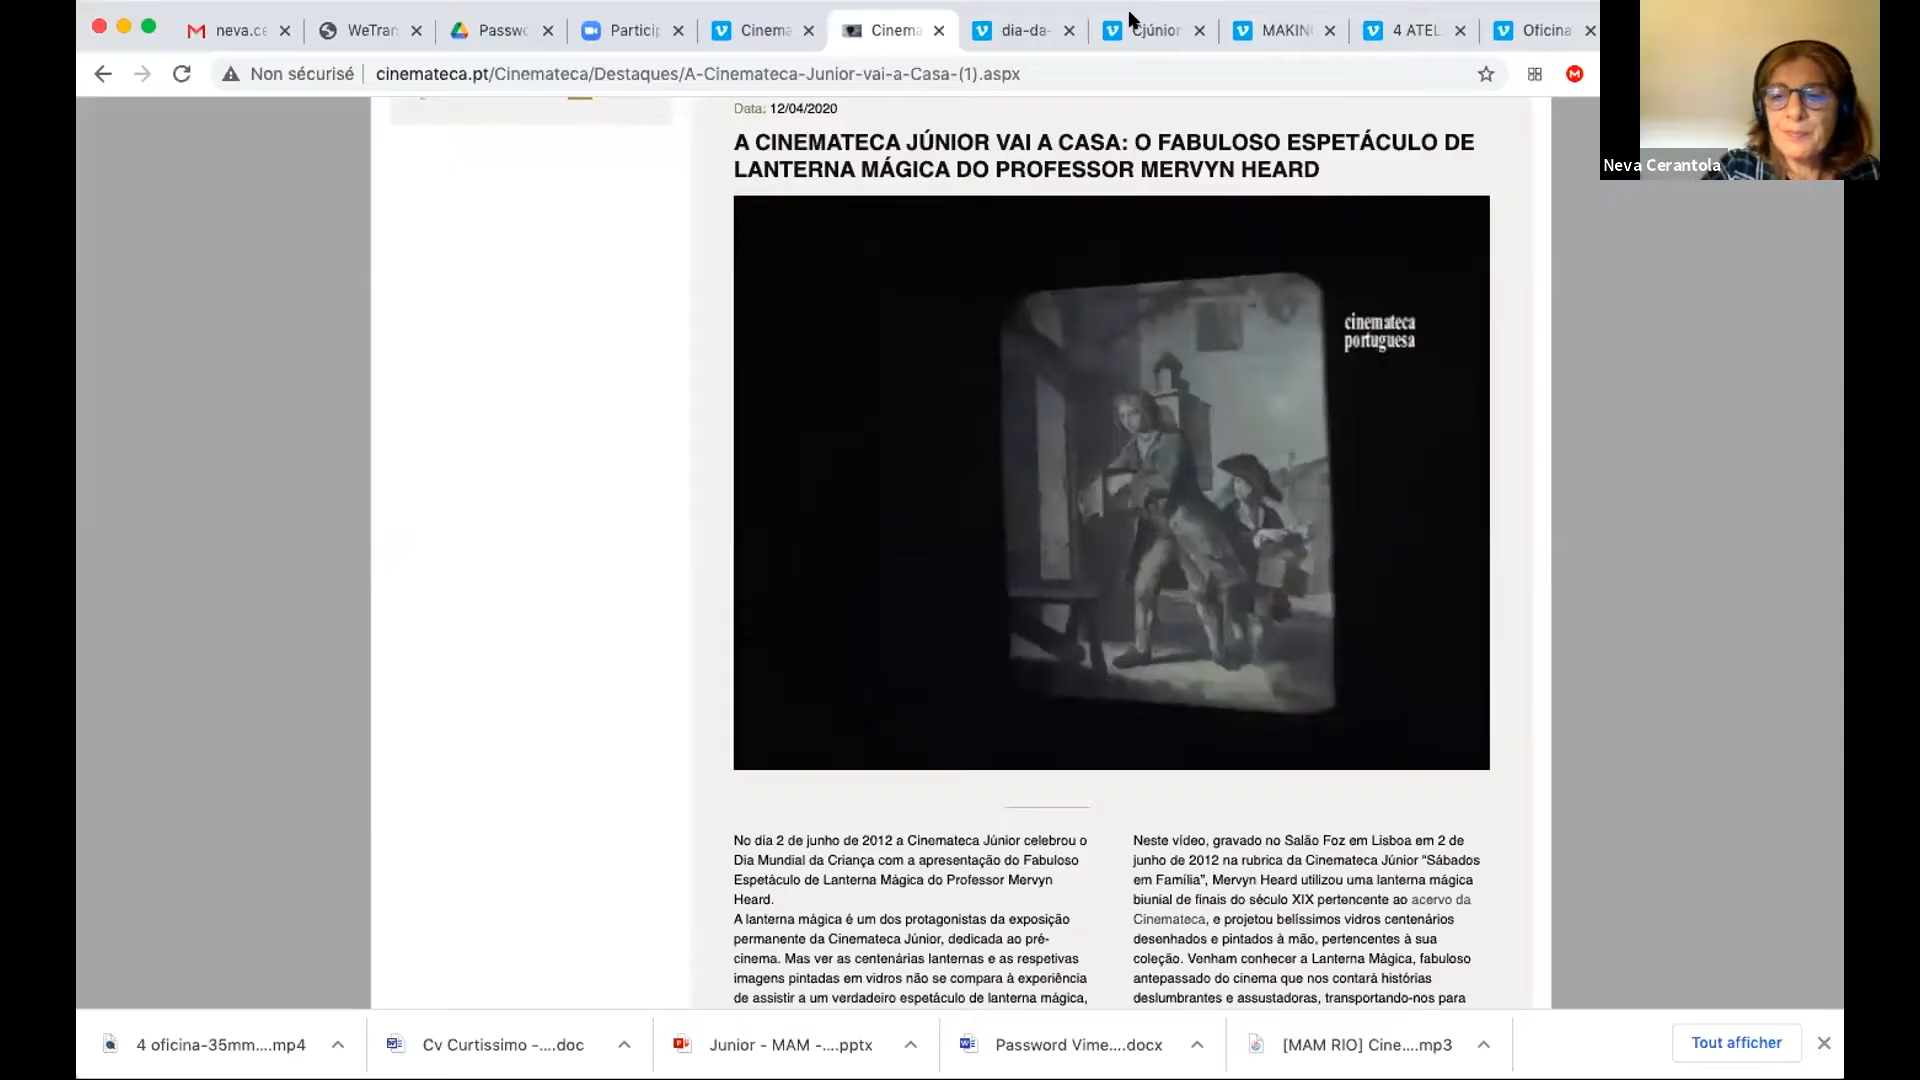 neva.ce
WeTran
Passwo
Particip
Cinema
Cinema
dia-da-
Cjúnior
MAKIN
4 ATEL
Oficina
Non sécurisé
cinemateca.pt/Cinemateca/Destaques/A-Cinemateca-Junior-vai-a-Casa-(1).aspx
Neva Cerantola
Data: 12/04/2020
A CINEMATECA JÚNIOR VAI A CASA: O FABULOSO ESPETÁCULO DE
LANTERNA MÁGICA DO PROFESSOR MERVYN HEARD
cinemateca
portuguesa
No dia 2 de junho de 2012 a Cinemateca Júnior celebrou o
Dia Mundial da Criança com a apresentação do Fabuloso
Espetáculo de Lanterna Mágica do Professor Mervyn
Heard.
A lanterna mágica é um dos protagonistas da exposição
permanente da Cinemateca Júnior, dedicada ao pré-
cinema. Mas ver as centenárias lanternas e as respetivas
imagens pintadas em vidros não se compara à experiência
de assistir a um verdadeiro espetáculo de lanterna mágica,
Neste vídeo, gravado no Salão Foz em Lisboa em 2 de
junho de 2012 na rubrica da Cinemateca Júnior “Sábados
em Família”, Mervyn Heard utilizou uma lanterna mágica
biunial de finais do século XIX pertencente ao acervo da
Cinemateca, e projetou belíssimos vidros centenários
desenhados e pintados à mão, pertencentes à sua
coleção. Venham conhecer a Lanterna Mágica, fabuloso
antepassado do cinema que nos contará histórias
deslumbrantes e assustadoras, transportando-nos para
4 oficina-35mm....mp4
Cv Curtissimo -....doc
Junior - MAM -....pptx
Password Vime....docx
[MAM RIO] Cine....mp3
Tout afficher